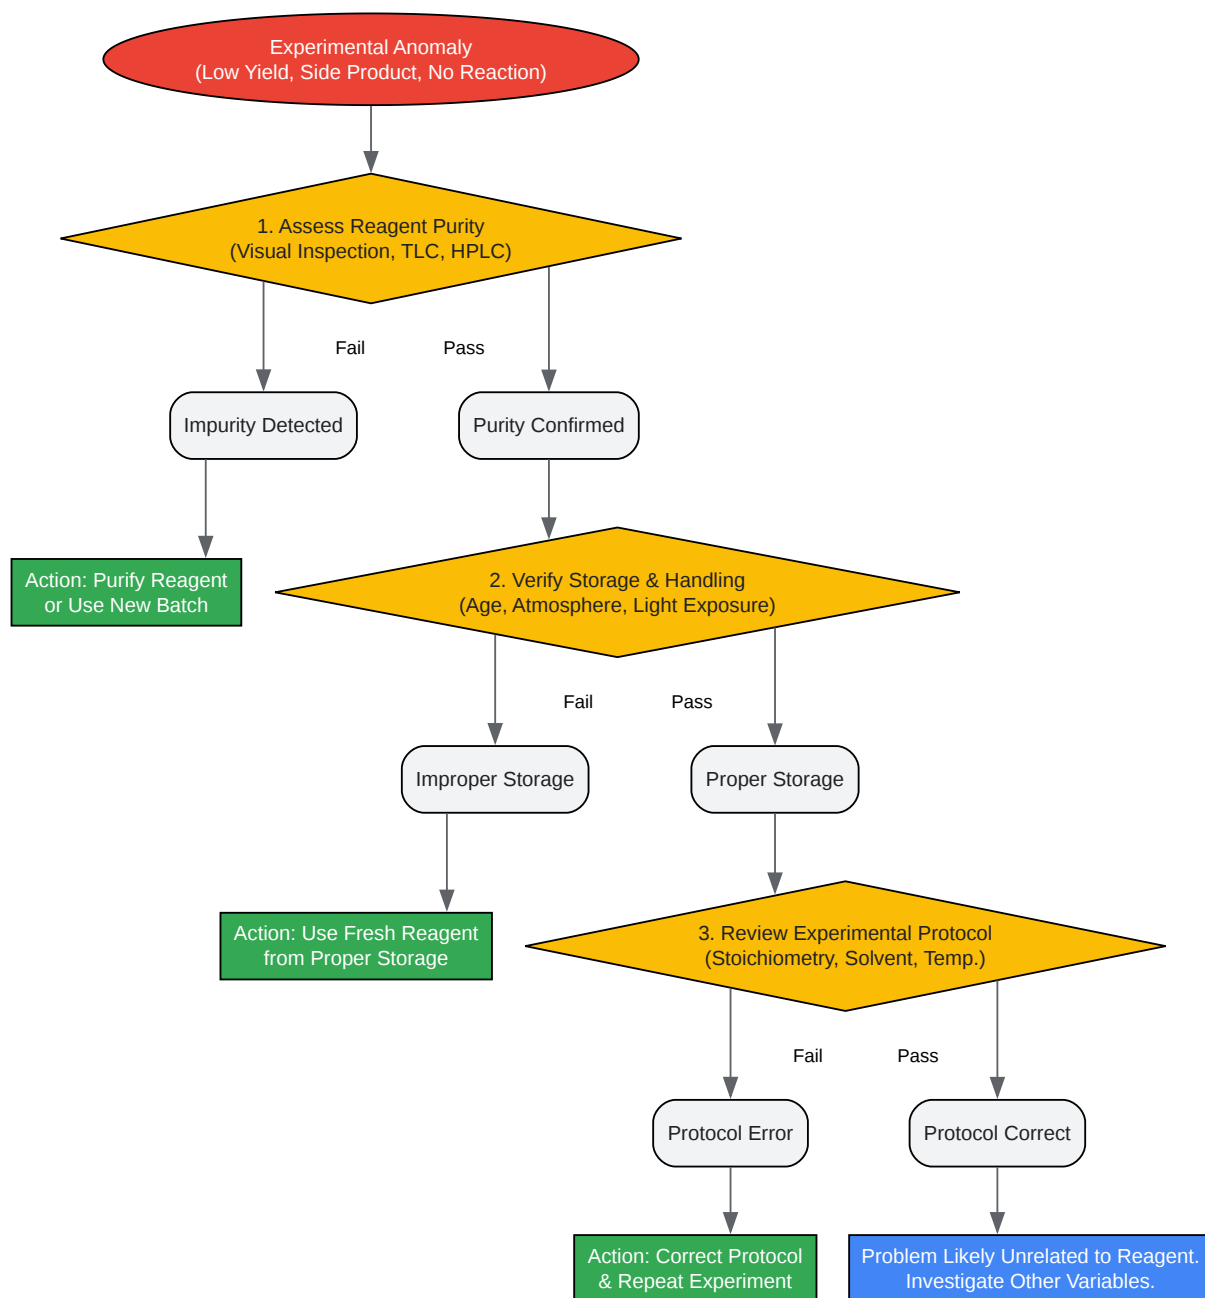 Experimental Anomaly
(Low Yield, Side Product, No Reaction)
1. Assess Reagent Purity
(Visual Inspection, TLC, HPLC)
Fail
Pass
Impurity Detected
Purity Confirmed
Action: Purify Reagent
or Use New Batch
2. Verify Storage & Handling
(Age, Atmosphere, Light Exposure)
Fail
Pass
Improper Storage
Proper Storage
Action: Use Fresh Reagent
from Proper Storage
3. Review Experimental Protocol
(Stoichiometry, Solvent, Temp.)
Fail
Pass
Protocol Error
Protocol Correct
Action: Correct Protocol
& Repeat Experiment
Problem Likely Unrelated to Reagent.
Investigate Other Variables.